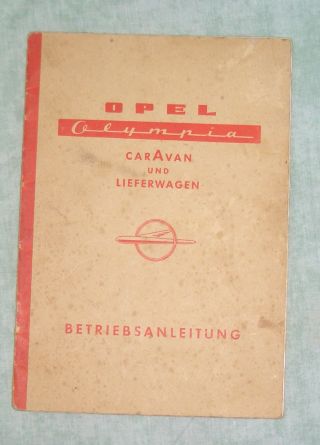 OPEL
Olympia
CARAVAN
UND
LIEFERWAGEN
BETRIEBSANLEITUNG